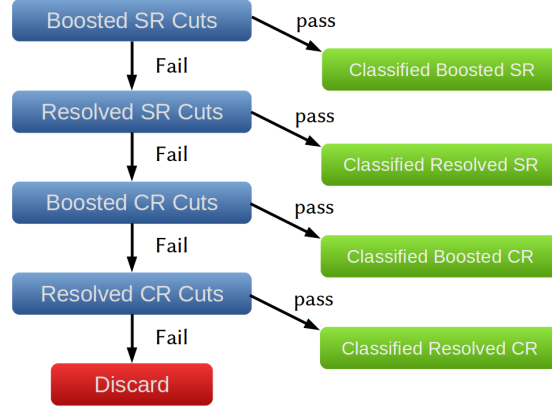 Boosted SR Cuts
pass
Classified Boosted SR
Fail
Resolved SR Cuts
pass
Classified Resolved SR
Fail
Boosted CR Cuts
pass
Classified Boosted CR
Fail
Resolved CR Cuts
pass
Classified Resolved CR
Fail
Discard